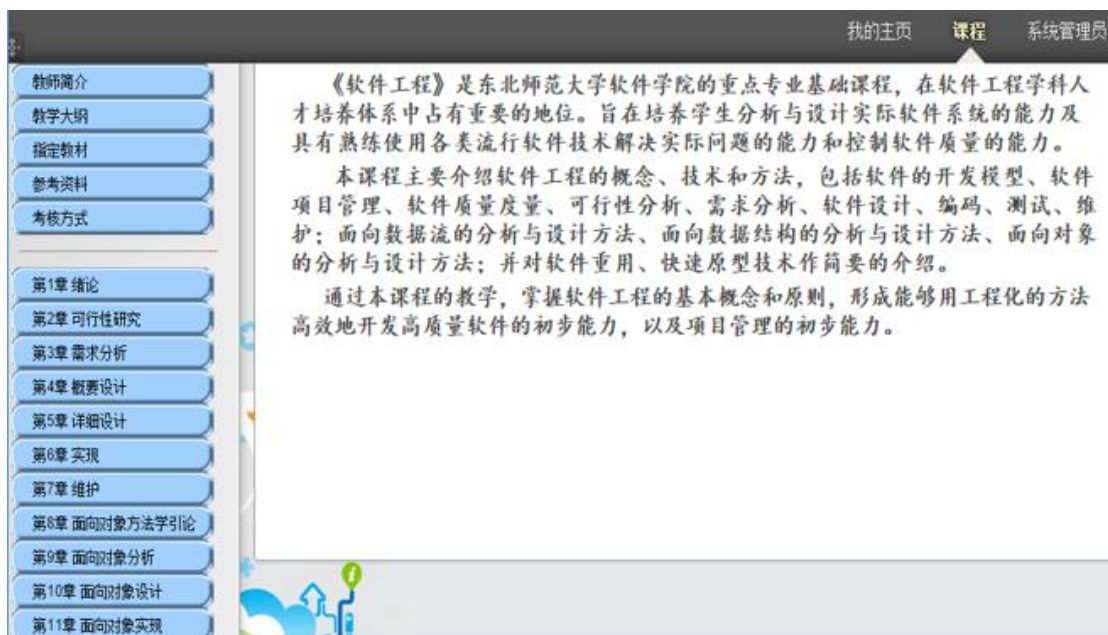 我的主页 课程 系统管理员
教师简介
教学大纲
指定教材
参考资料
考核方式
第1章 绪论
第2章 可行性研究
第3章 需求分析
第4章 概要设计
第5章 详细设计
第6章 实现
第7章 维护
第8章 面向对象方法学引论
第9章 面向对象分析
第10章 面向对象设计
第11章 面向对象实现
《软件工程》是东北师范大学软件学院的重点专业基础课程，在软件工程学科人
才培养体系中占有重要的地位。旨在培养学生分析与设计实际软件系统的能力及
具有熟练使用各类流行软件技术解决实际问题的能力和控制软件质量的能力。
本课程主要介绍软件工程的概念、技术和方法，包括软件的开发模型、软件
项目管理、软件质量度量、可行性分析、需求分析、软件设计、编码、测试、维
护；面向数据流的分析与设计方法、面向数据结构的分析与设计方法、面向对象
的分析与设计方法；并对软件重用、快速原型技术作简要的介绍。
通过本课程的教学，掌握软件工程的基本概念和原则，形成能够用工程化的方法
高效地开发高质量软件的初步能力，以及项目管理的初步能力。